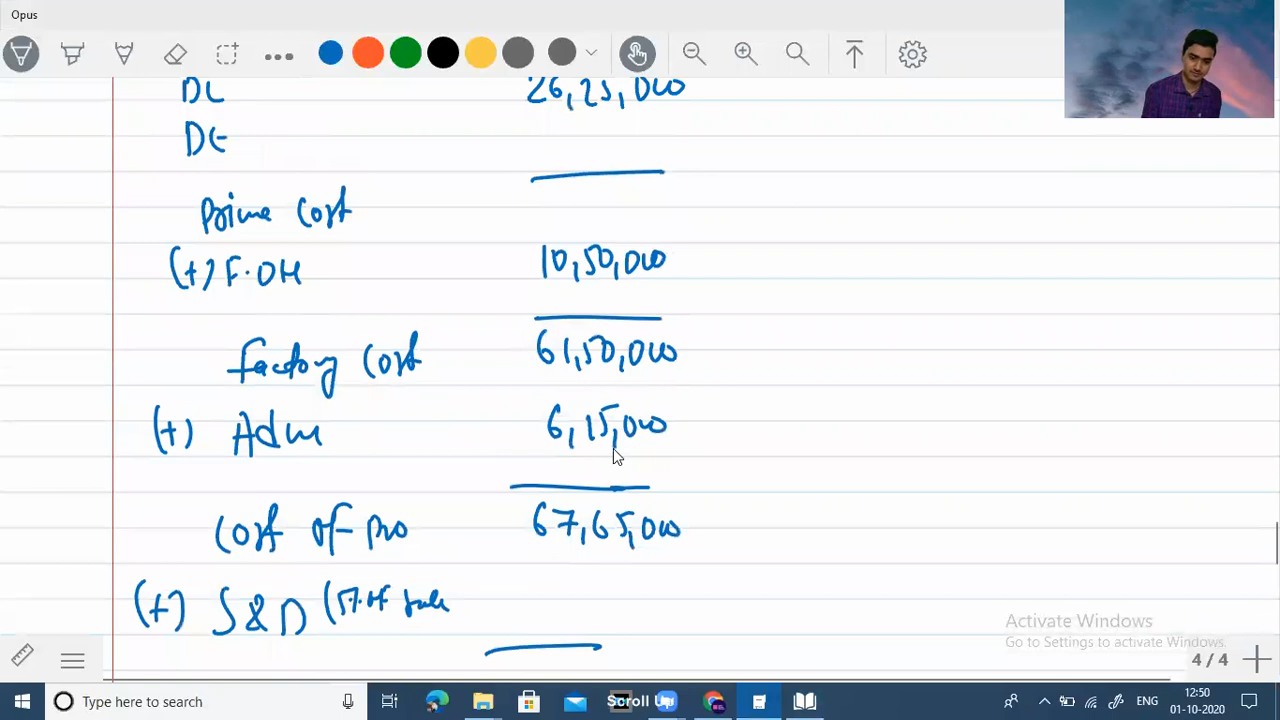 Opus
DL 26,25,000
DE
Prime Cost
(+) F.OH 10,50,000
Factory Cost 61,50,000
(+) Adm 6,15,000
Cost of Pro 67,65,000
(+) S&D (5% of sale
Activate Windows
Go to Settings to activate Windows.
4 / 4
Type here to search
Scroll Up
ENG
12:50
01-10-2020